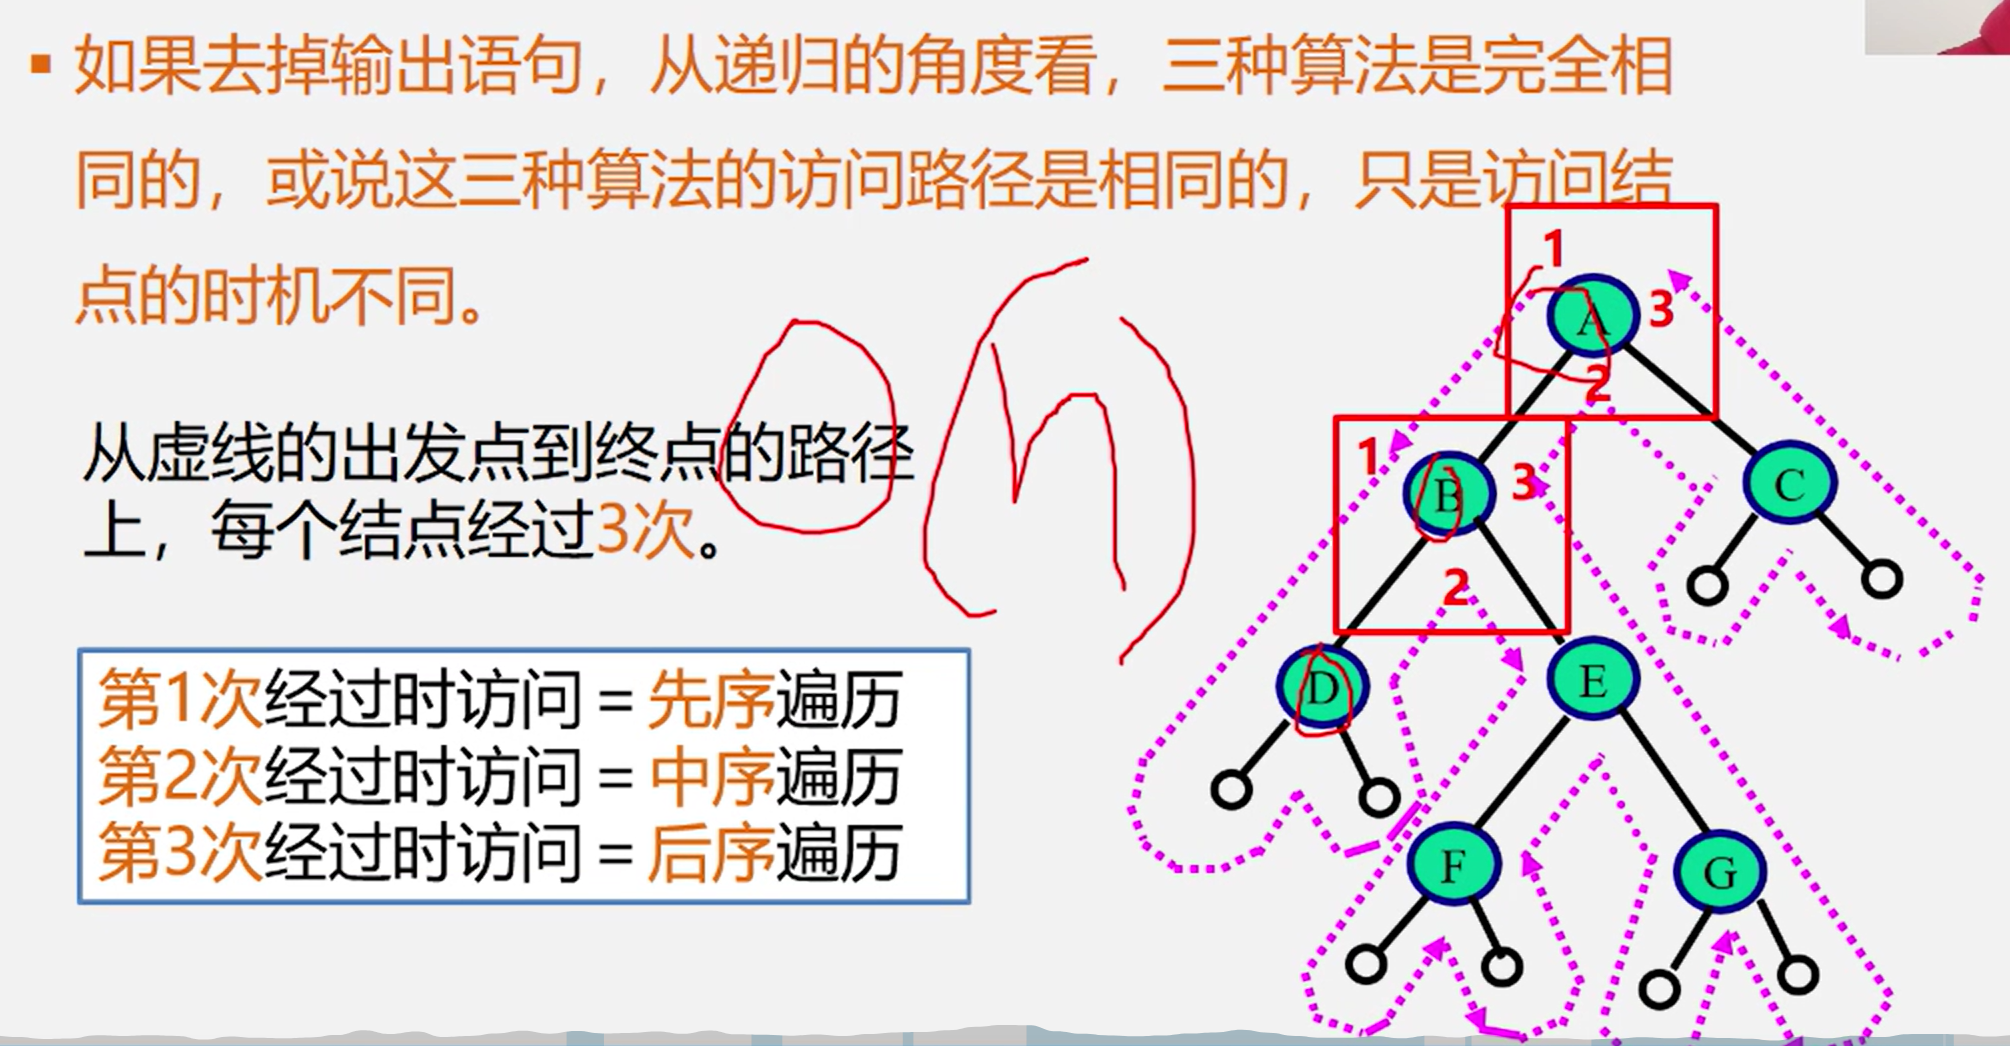 如果去掉输出语句，从递归的角度看，三种算法是完全相
同的，或说这三种算法的访问路径是相同的，只是访问结
点的时机不同。
从虚线的出发点到终点的路径
上，每个结点经过3次。
第1次经过时访问 = 先序遍历
第2次经过时访问 = 中序遍历
第3次经过时访问 = 后序遍历
1
A
3
2
1
B
3
C
2
D
E
F
G
O(n)